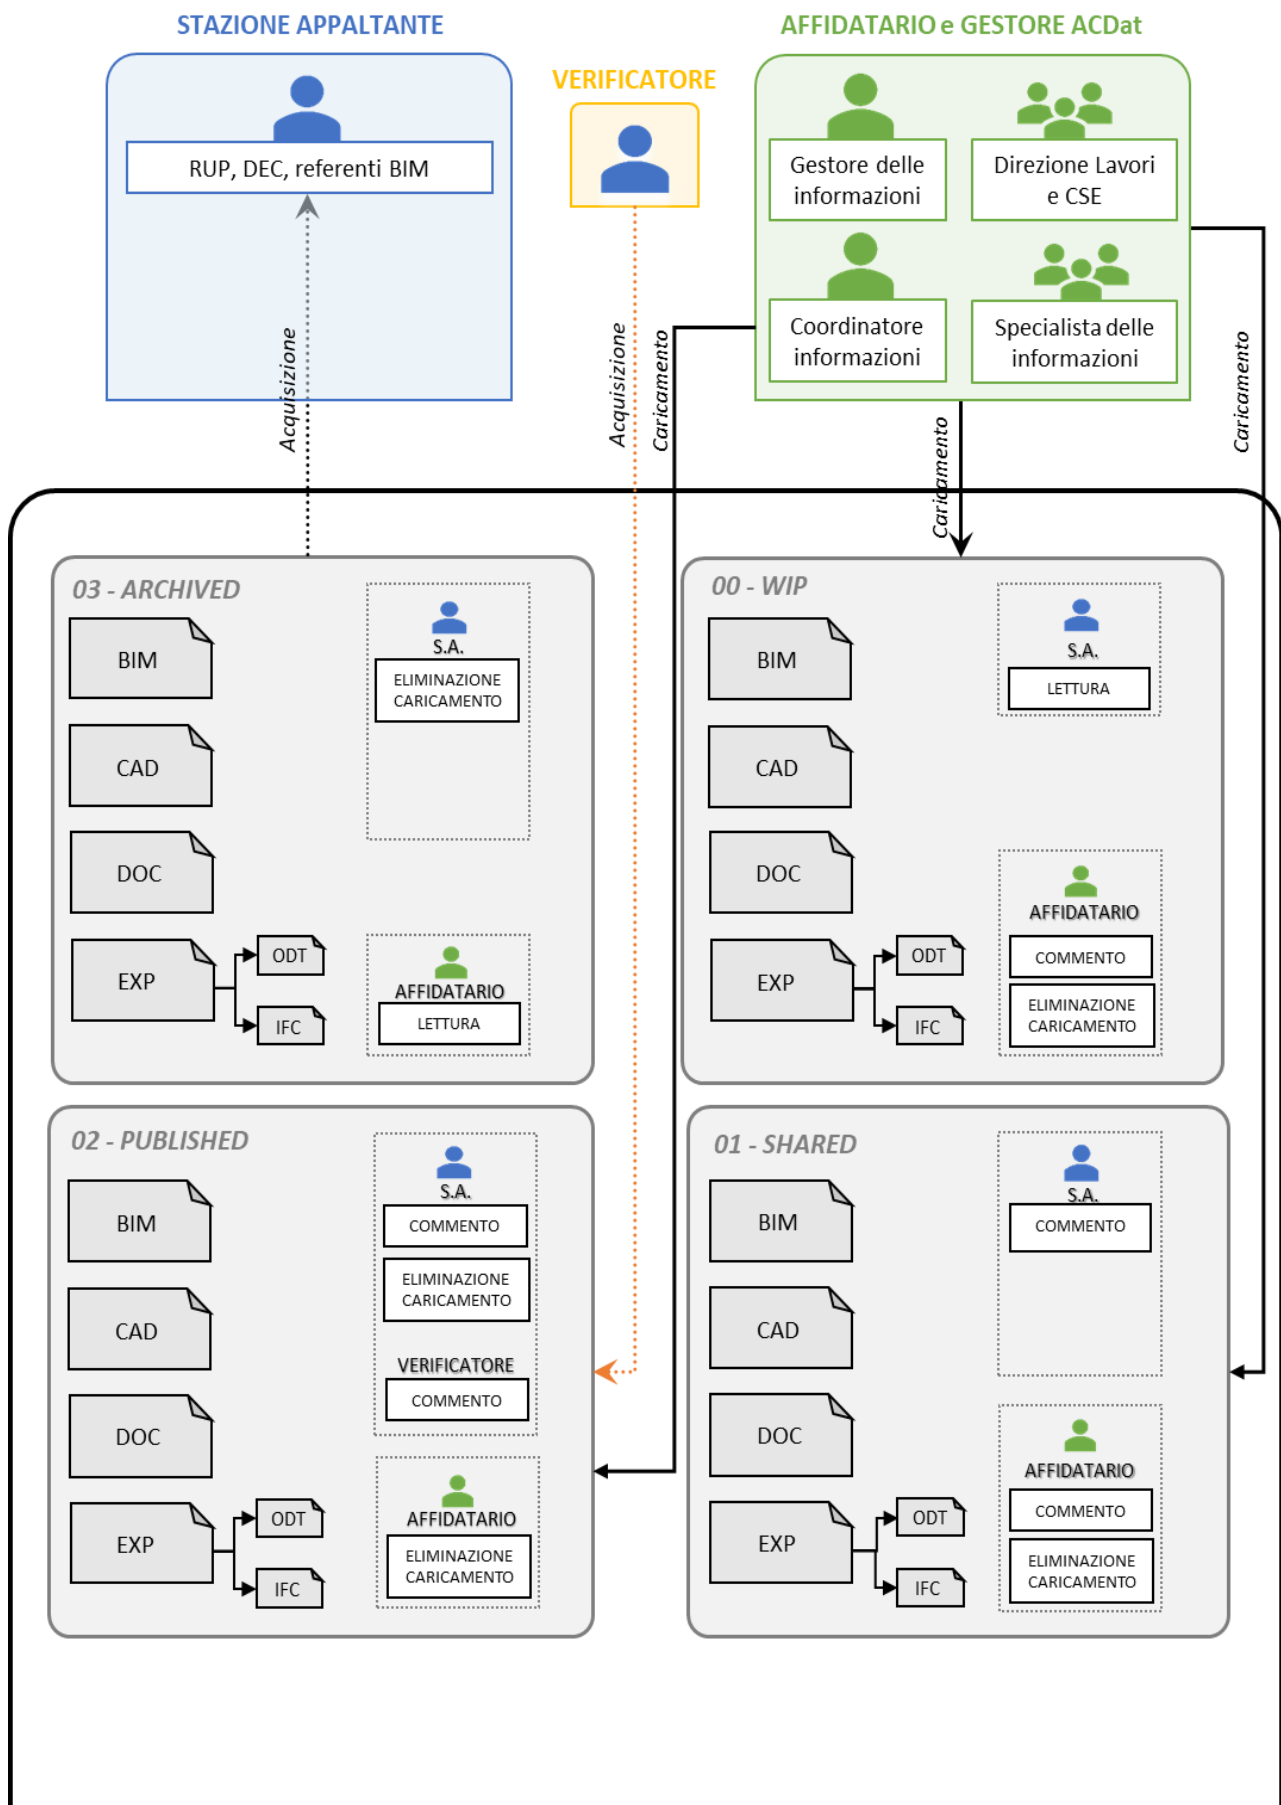 STAZIONE APPALTANTE
RUP, DEC, referenti BIM
VERIFICATORE
AFFIDATARIO e GESTORE ACDat
Gestore delle
informazioni
Direzione Lavori
e CSE
Coordinatore
informazioni
Specialista delle
informazioni
Acquisizione
Acquisizione
Caricamento
Caricamento
Caricamento
03 - ARCHIVED
BIM
CAD
DOC
EXP
ODT
IFC
S.A.
ELIMINAZIONE
CARICAMENTO
AFFIDATARIO
LETTURA
00 - WIP
BIM
CAD
DOC
EXP
ODT
IFC
S.A.
LETTURA
AFFIDATARIO
COMMENTO
ELIMINAZIONE
CARICAMENTO
02 - PUBLISHED
BIM
CAD
DOC
EXP
ODT
IFC
S.A.
COMMENTO
ELIMINAZIONE
CARICAMENTO
VERIFICATORE
COMMENTO
AFFIDATARIO
ELIMINAZIONE
CARICAMENTO
01 - SHARED
BIM
CAD
DOC
EXP
ODT
IFC
S.A.
COMMENTO
AFFIDATARIO
COMMENTO
ELIMINAZIONE
CARICAMENTO